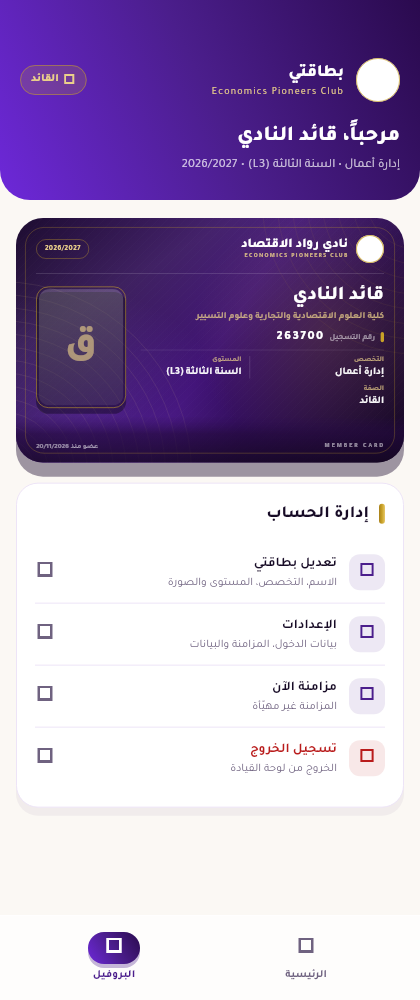 بطاقتي
Economics Pioneers Club
القائد
مرحباً، قائد النادي
إدارة أعمال · السنة الثالثة (L3) · 2026/2027
نادي رواد الاقتصاد
ECONOMICS PIONEERS CLUB
2026/2027
قائد النادي
كلية العلوم الاقتصادية والتجارية وعلوم التسيير
رقم التسجيل 263700
ق
التخصص
إدارة أعمال
المستوى
السنة الثالثة (L3)
الصفة
القائد
MEMBER CARD
عضو منذ 20/11/2026
إدارة الحساب
تعديل بطاقتي
الاسم، التخصص، المستوى والصورة
الإعدادات
بيانات الدخول، المزامنة والبيانات
مزامنة الآن
المزامنة غير مهيّأة
تسجيل الخروج
الخروج من لوحة القيادة
الرئيسية
البروفيل